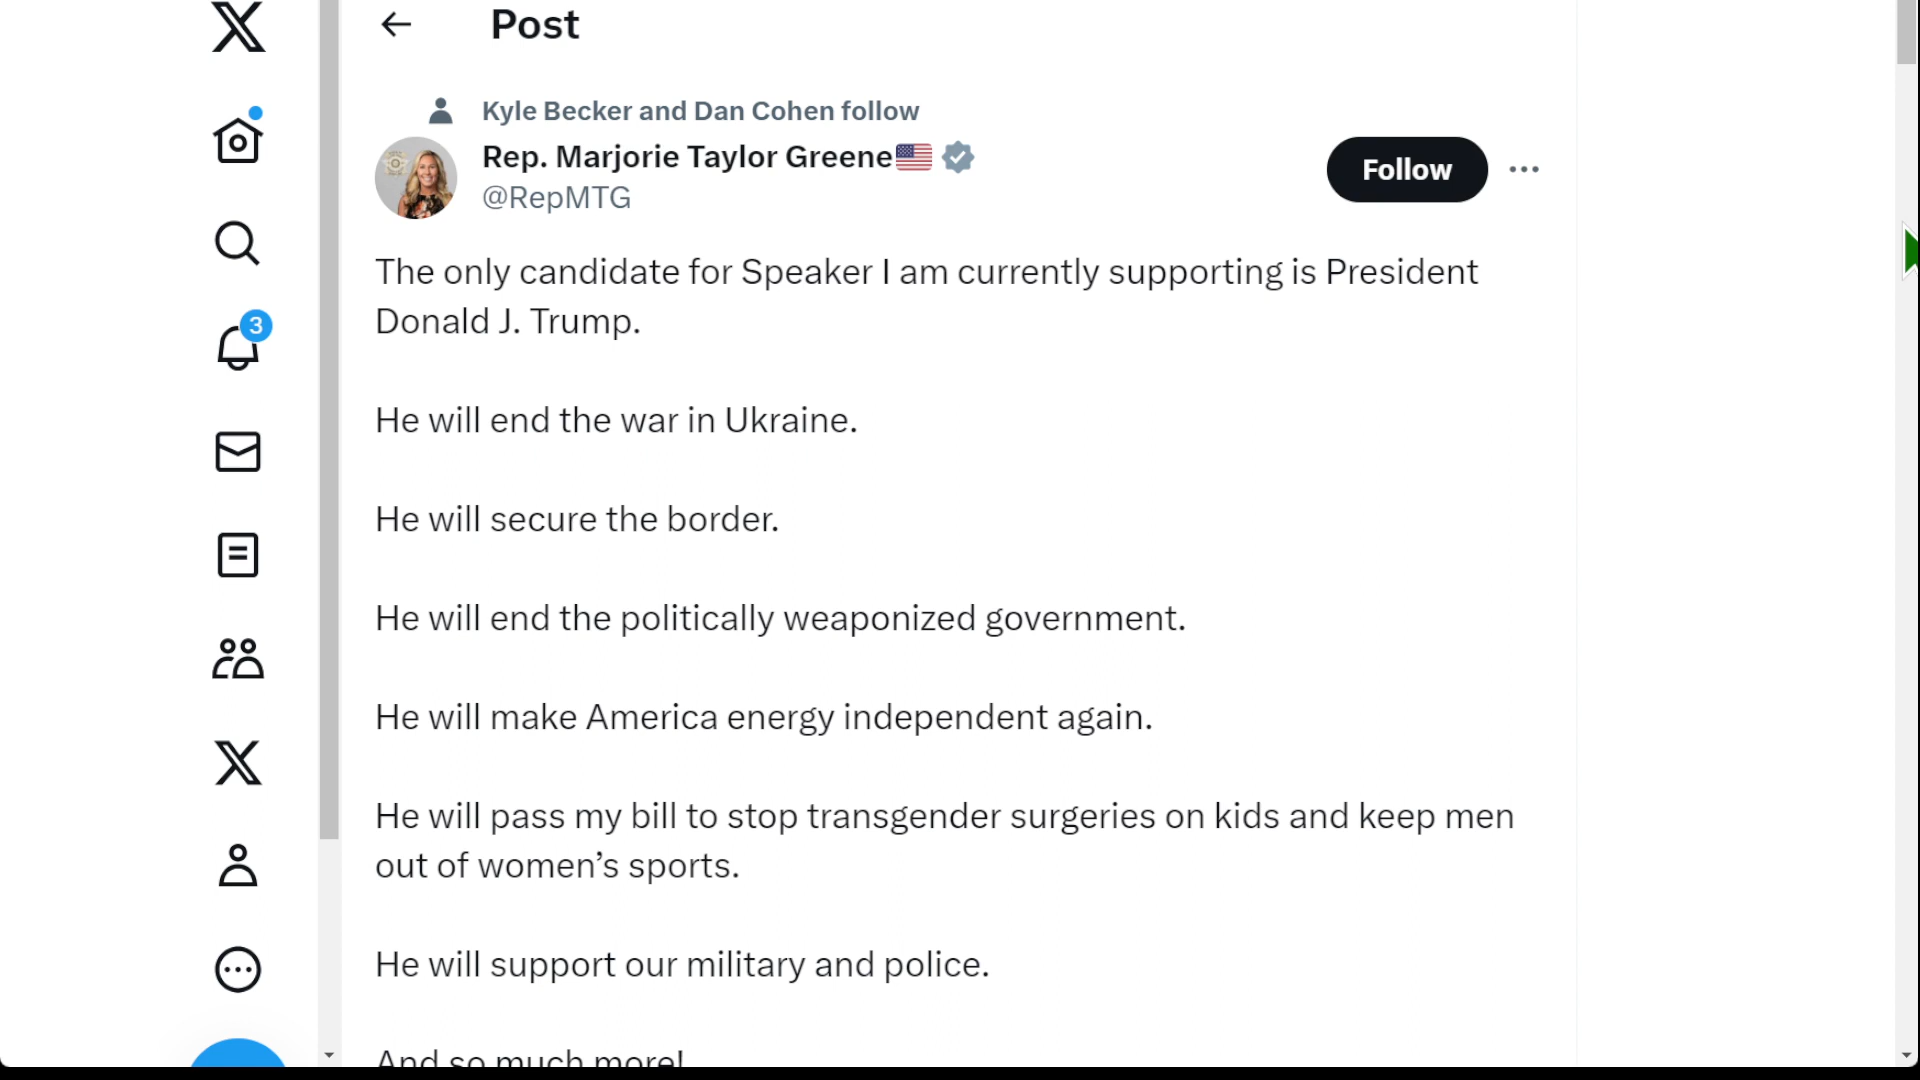 Post
Kyle Becker and Dan Cohen follow
Rep. Marjorie Taylor Greene🇺🇸
@RepMTG
Follow
The only candidate for Speaker I am currently supporting is President
Donald J. Trump.
He will end the war in Ukraine.
He will secure the border.
3
He will end the politically weaponized government.
He will make America energy independent again.
He will pass my bill to stop transgender surgeries on kids and keep men
out of women’s sports.
He will support our military and police.
And so much more!